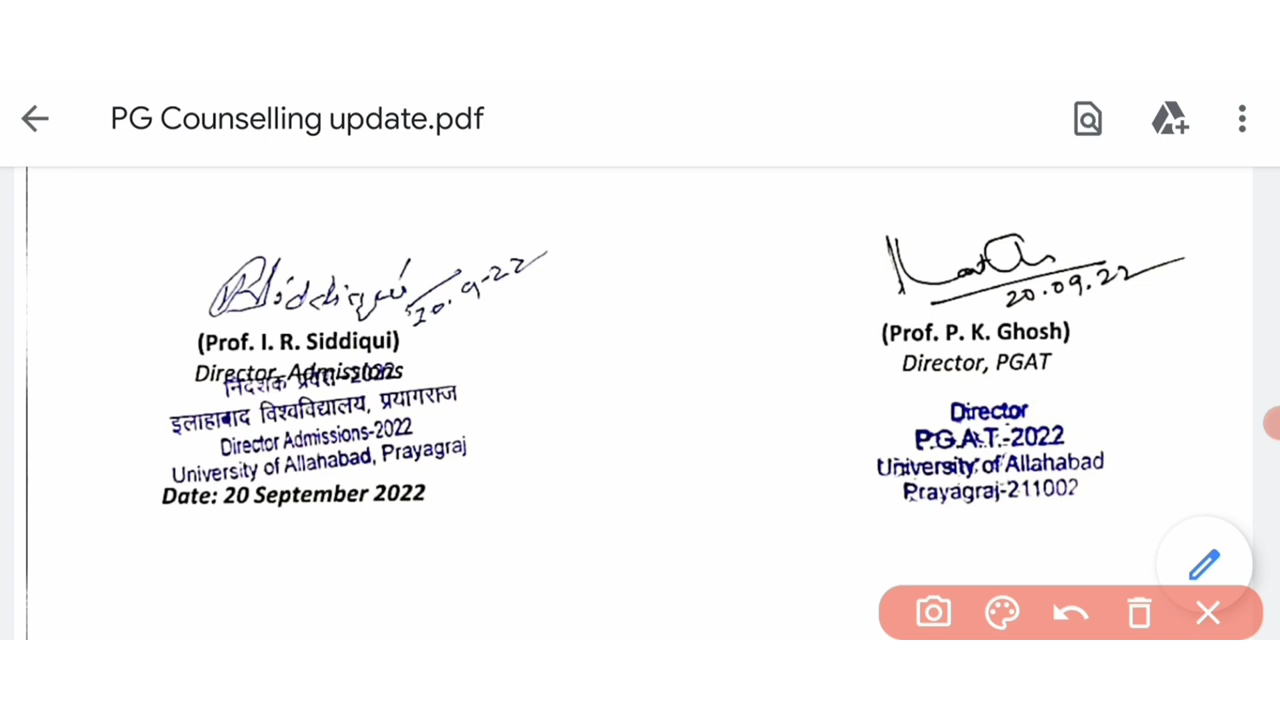 PG Counselling update.pdf
Siddiqui 20.9-22
(Prof. I. R. Siddiqui)
Director, Admissions
निदेशक प्रवेश-2022
इलाहाबाद विश्वविद्यालय, प्रयागराज
Director Admissions-2022
University of Allahabad, Prayagraj
Date: 20 September 2022
20.09.22
(Prof. P. K. Ghosh)
Director, PGAT
Director
P.G.A.T.-2022
University of Allahabad
Prayagraj-211002